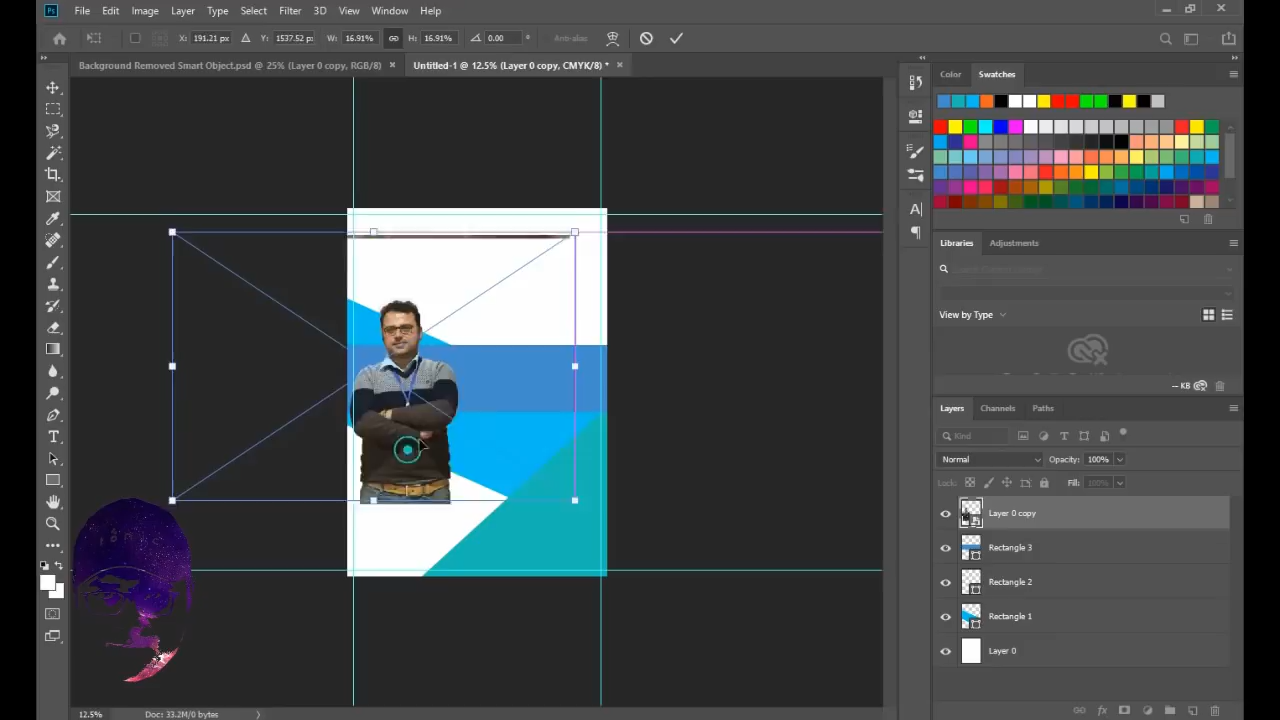 Ps File Edit Image Layer Type Select Filter 3D View Window Help
X: 191.21 px Y: 1537.52 p: W: 16.91% H: 16.91% 0.00 ° Anti-alias
Background Removed Smart Object.psd @ 25% (Layer 0 copy, RGB/8) × Untitled-1 @ 12.5% (Layer 0 copy, CMYK/8) * ×
Color Swatches
Libraries Adjustments
View by Type
-- KB
Layers Channels Paths
Kind
Normal Opacity: 100%
Lock: Fill: 100%
Layer 0 copy
Rectangle 3
Rectangle 2
Rectangle 1
Layer 0
12.5% Doc: 33.2M/0 bytes